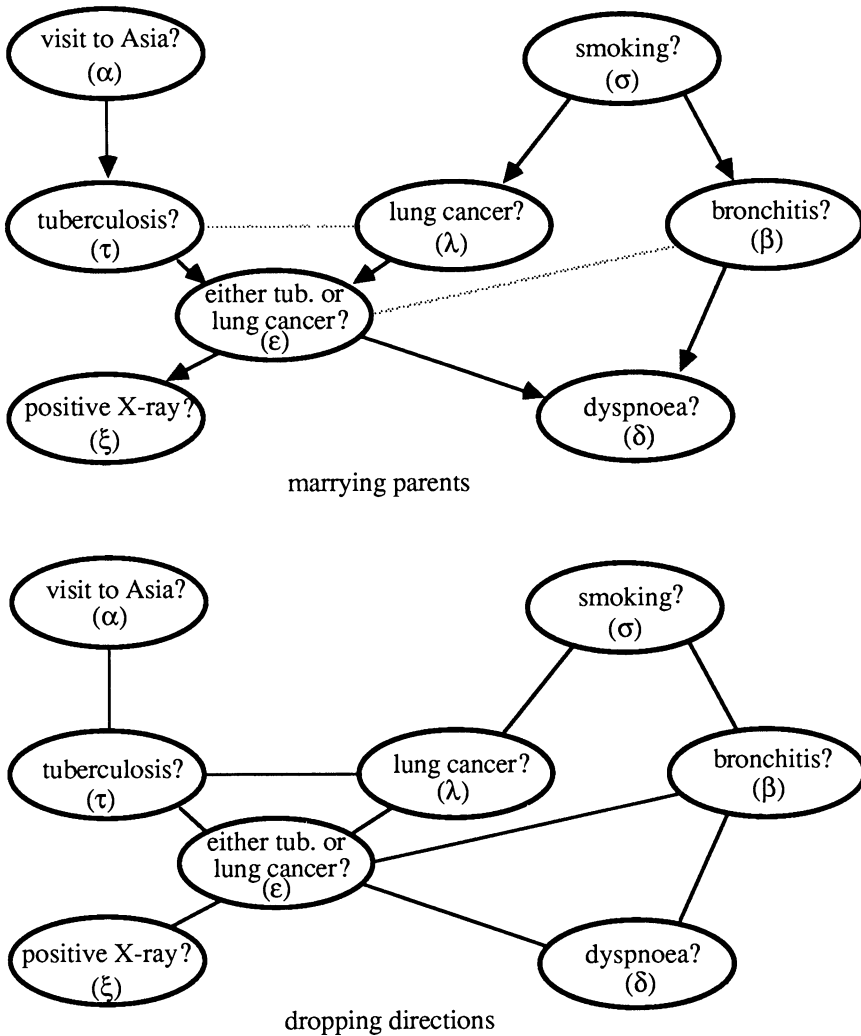 visit to Asia?
(α)
smoking?
(σ)
tuberculosis?
(τ)
lung cancer?
(λ)
bronchitis?
(β)
either tub. or
lung cancer?
(ε)
positive X-ray?
(ξ)
dyspnoea?
(δ)
marrying parents
visit to Asia?
(α)
smoking?
(σ)
tuberculosis?
(τ)
lung cancer?
(λ)
bronchitis?
(β)
either tub. or
lung cancer?
(ε)
positive X-ray?
(ξ)
dyspnoea?
(δ)
dropping directions